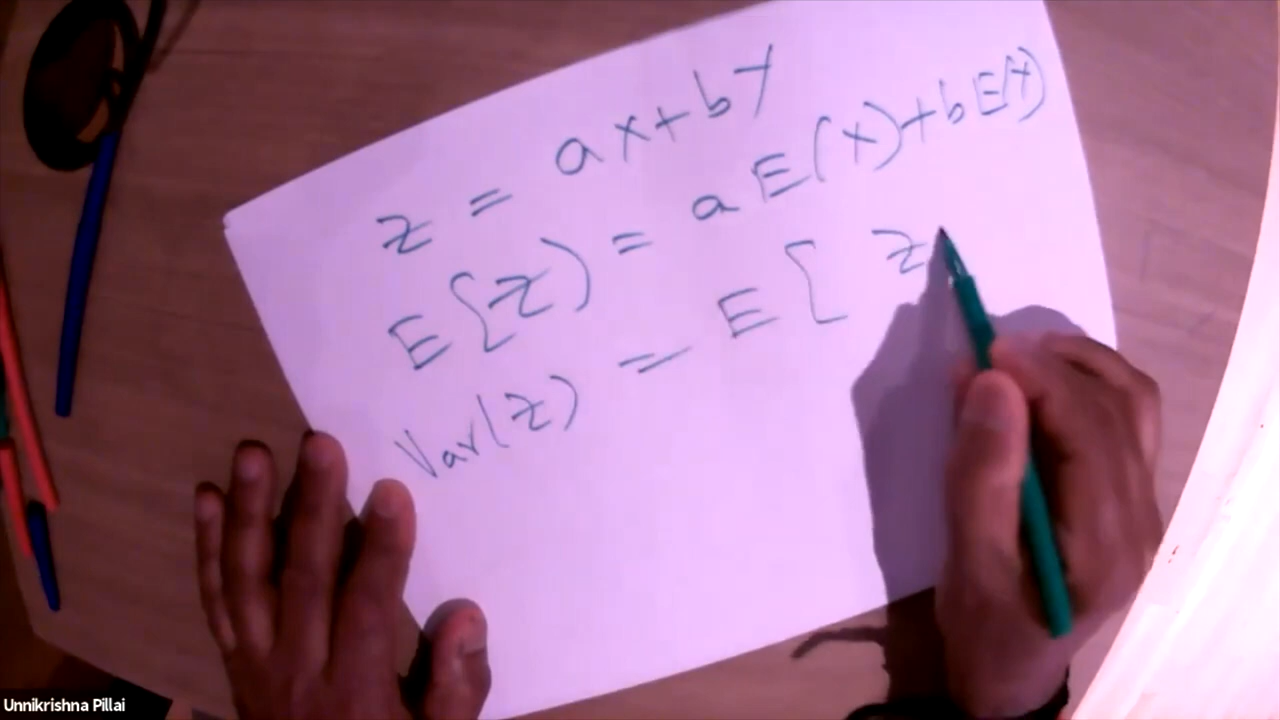 z = ax + by
E{z) = a E(x) + b E(y)
Var(z) = E[ z
Unnikrishna Pillai